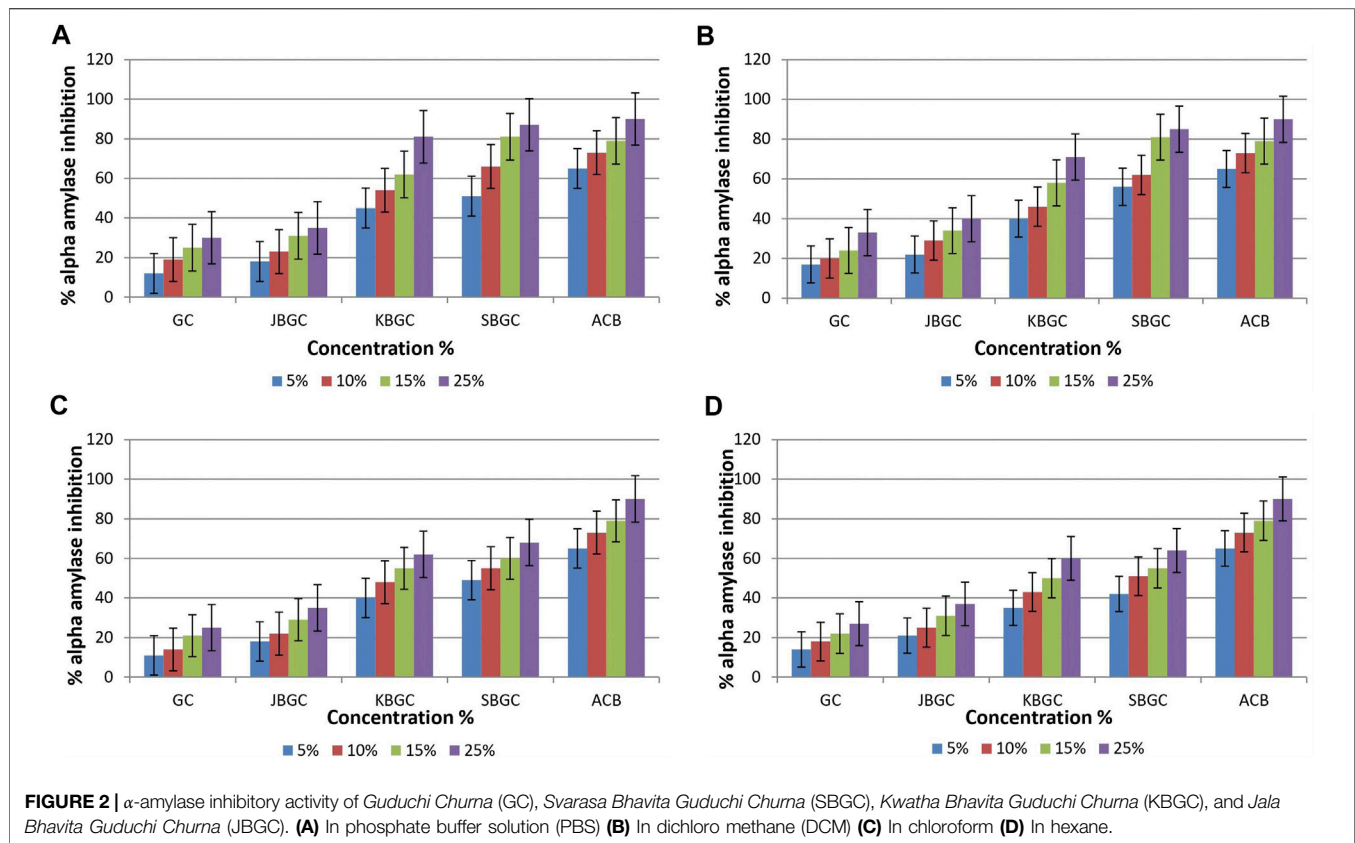 A
% alpha amylase inhibition
120
100
80
60
40
20
0
GC JBGC KBGC SBGC ACB
Concentration %
5% 10% 15% 25%
B
% alpha amylase inhibition
120
100
80
60
40
20
0
GC JBGC KBGC SBGC ACB
Concentration %
5% 10% 15% 25%
C
% alpha amylase inhibition
120
100
80
60
40
20
0
GC JBGC KBGC SBGC ACB
Concentration %
5% 10% 15% 25%
D
% alpha amylase inhibition
120
100
80
60
40
20
0
GC JBGC KBGC SBGC ACB
Concentration %
5% 10% 15% 25%
FIGURE 2 | α-amylase inhibitory activity of Guduchi Churna (GC), Svarasa Bhavita Guduchi Churna (SBGC), Kwatha Bhavita Guduchi Churna (KBGC), and Jala
Bhavita Guduchi Churna (JBGC). (A) In phosphate buffer solution (PBS) (B) In dichloro methane (DCM) (C) In chloroform (D) In hexane.